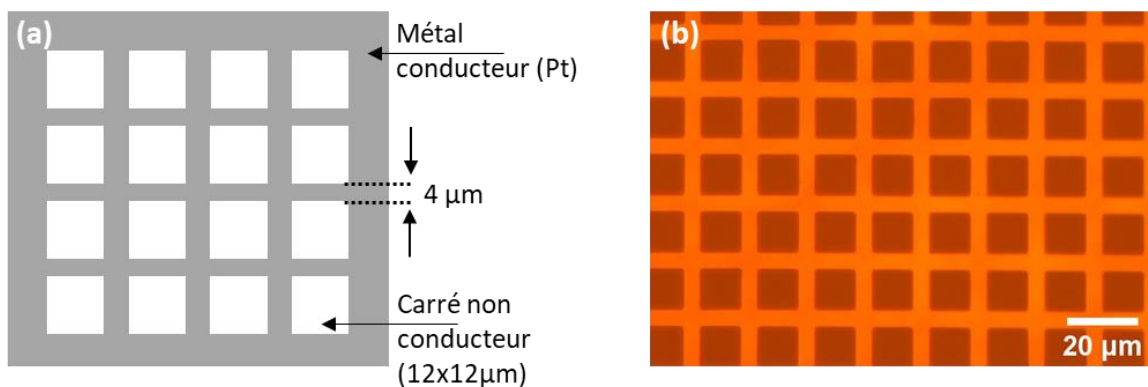 (a)
Métal
conducteur (Pt)
4 µm
Carré non
conducteur
(12x12µm)
(b)
20 µm